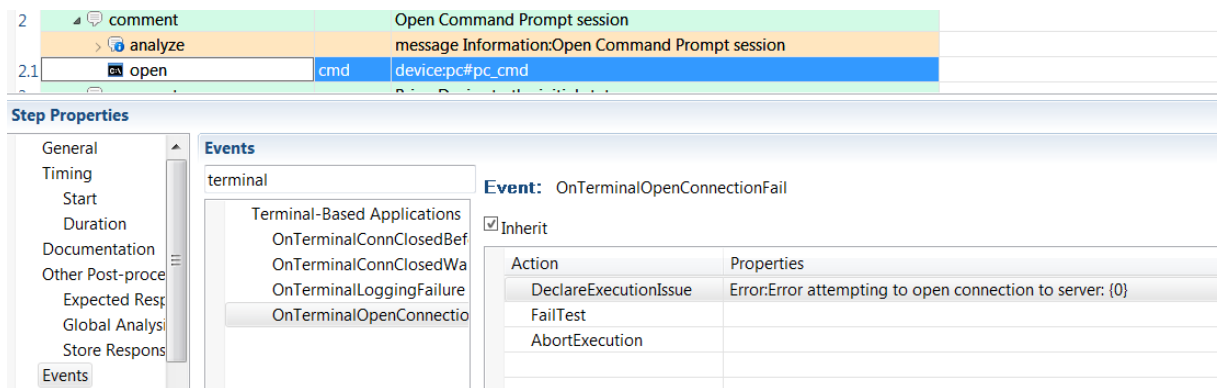 2 comment Open Command Prompt session
analyze message Information:Open Command Prompt session
2.1 open cmd device:pc#pc_cmd
Step Properties
General
Timing
Start
Duration
Documentation
Other Post-proce
Expected Resp
Global Analysi
Store Respons
Events
Events
terminal
Terminal-Based Applications
OnTerminalConnClosedBef
OnTerminalConnClosedWa
OnTerminalLoggingFailure
OnTerminalOpenConnectio
Event: OnTerminalOpenConnectionFail
Inherit
Action Properties
DeclareExecutionIssue Error:Error attempting to open connection to server: {0}
FailTest
AbortExecution